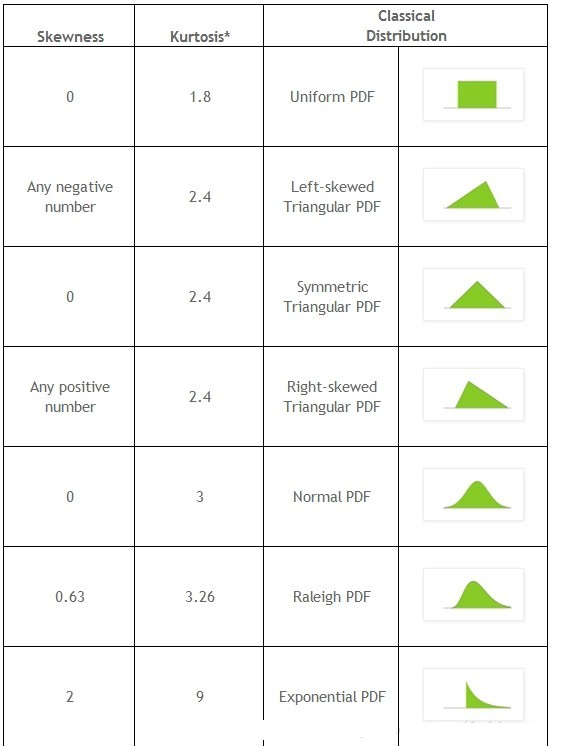 Skewness
Kurtosis*
Classical
Distribution
0
1.8
Uniform PDF
Any negative
number
2.4
Left-skewed
Triangular PDF
0
2.4
Symmetric
Triangular PDF
Any positive
number
2.4
Right-skewed
Triangular PDF
0
3
Normal PDF
0.63
3.26
Raleigh PDF
2
9
Exponential PDF